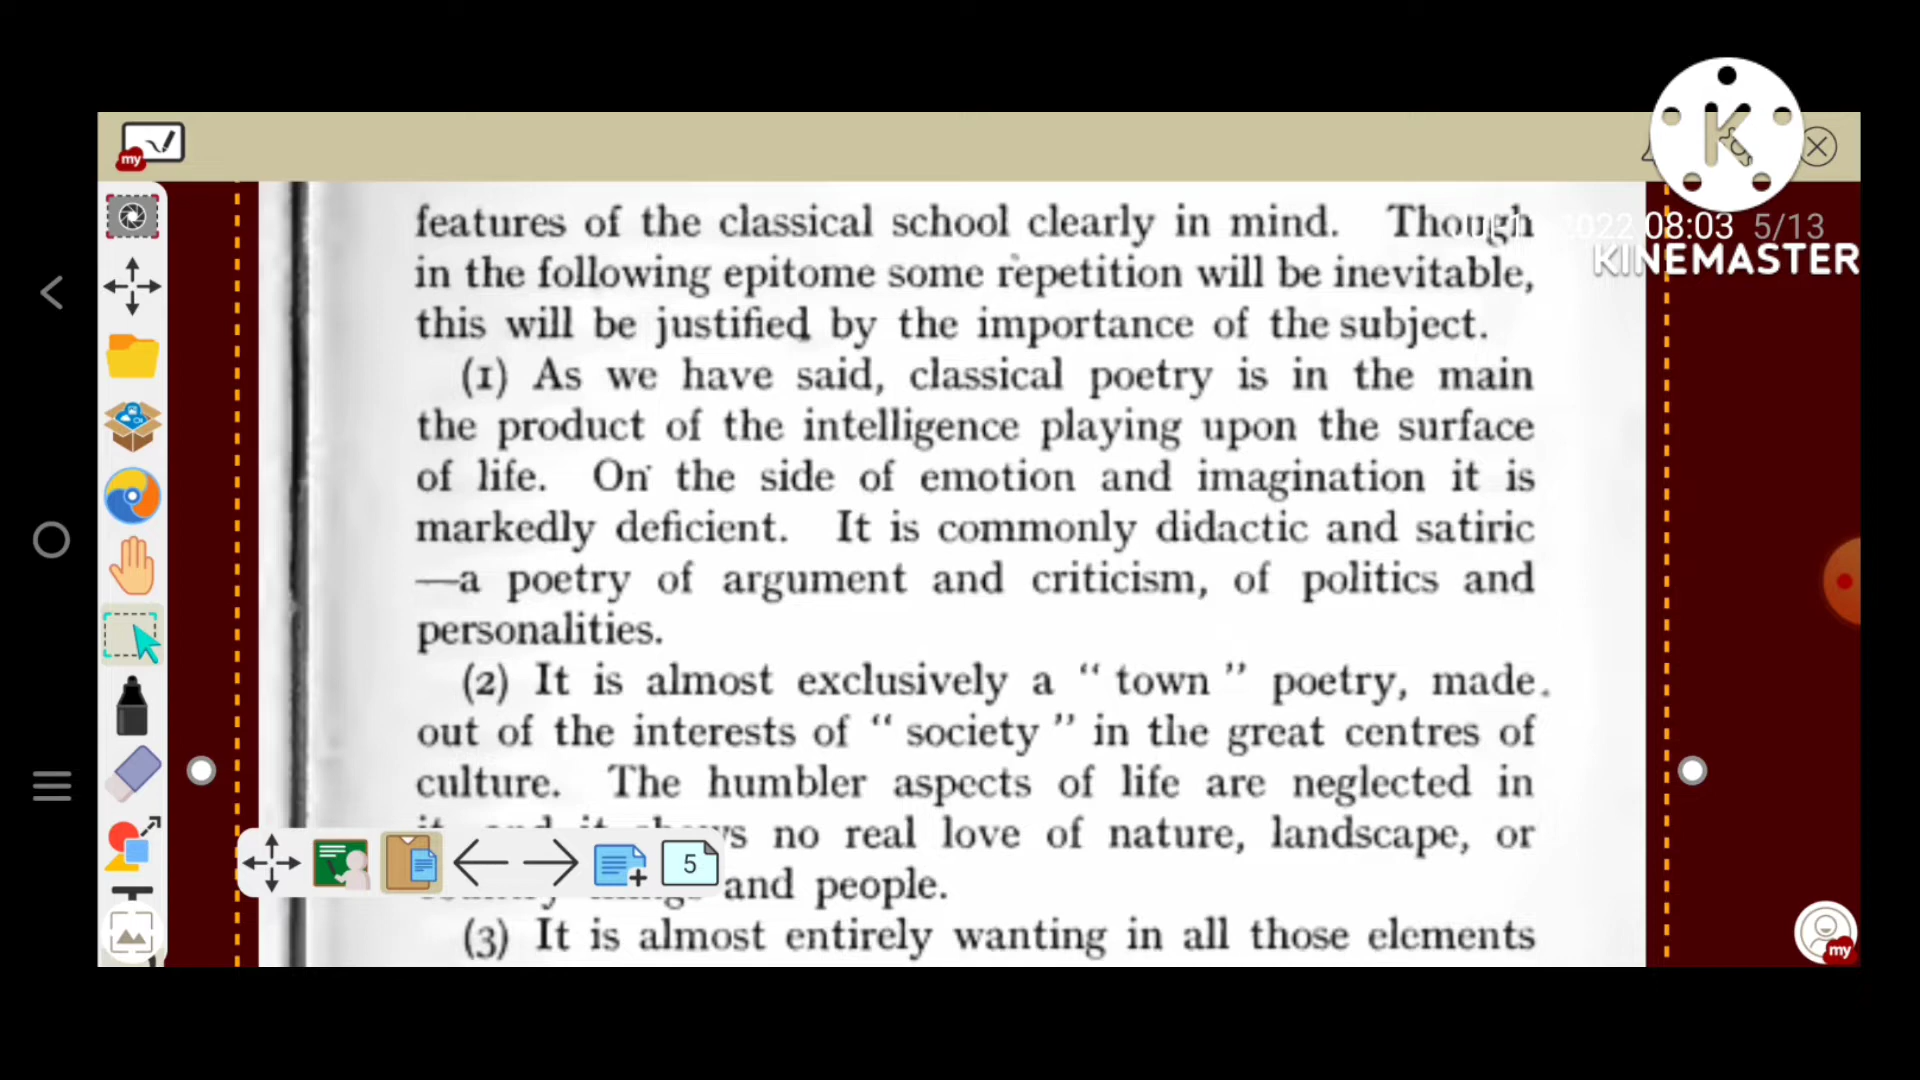 my
2022 08:03 5/13
KINEMASTER
features of the classical school clearly in mind. Though
in the following epitome some repetition will be inevitable,
this will be justified by the importance of the subject.
(1) As we have said, classical poetry is in the main
the product of the intelligence playing upon the surface
of life. On the side of emotion and imagination it is
markedly deficient. It is commonly didactic and satiric
—a poetry of argument and criticism, of politics and
personalities.
(2) It is almost exclusively a “ town ” poetry, made
out of the interests of “ society ” in the great centres of
culture. The humbler aspects of life are neglected in
no real love of nature, landscape, or
and people.
(3) It is almost entirely wanting in all those elements
5
my